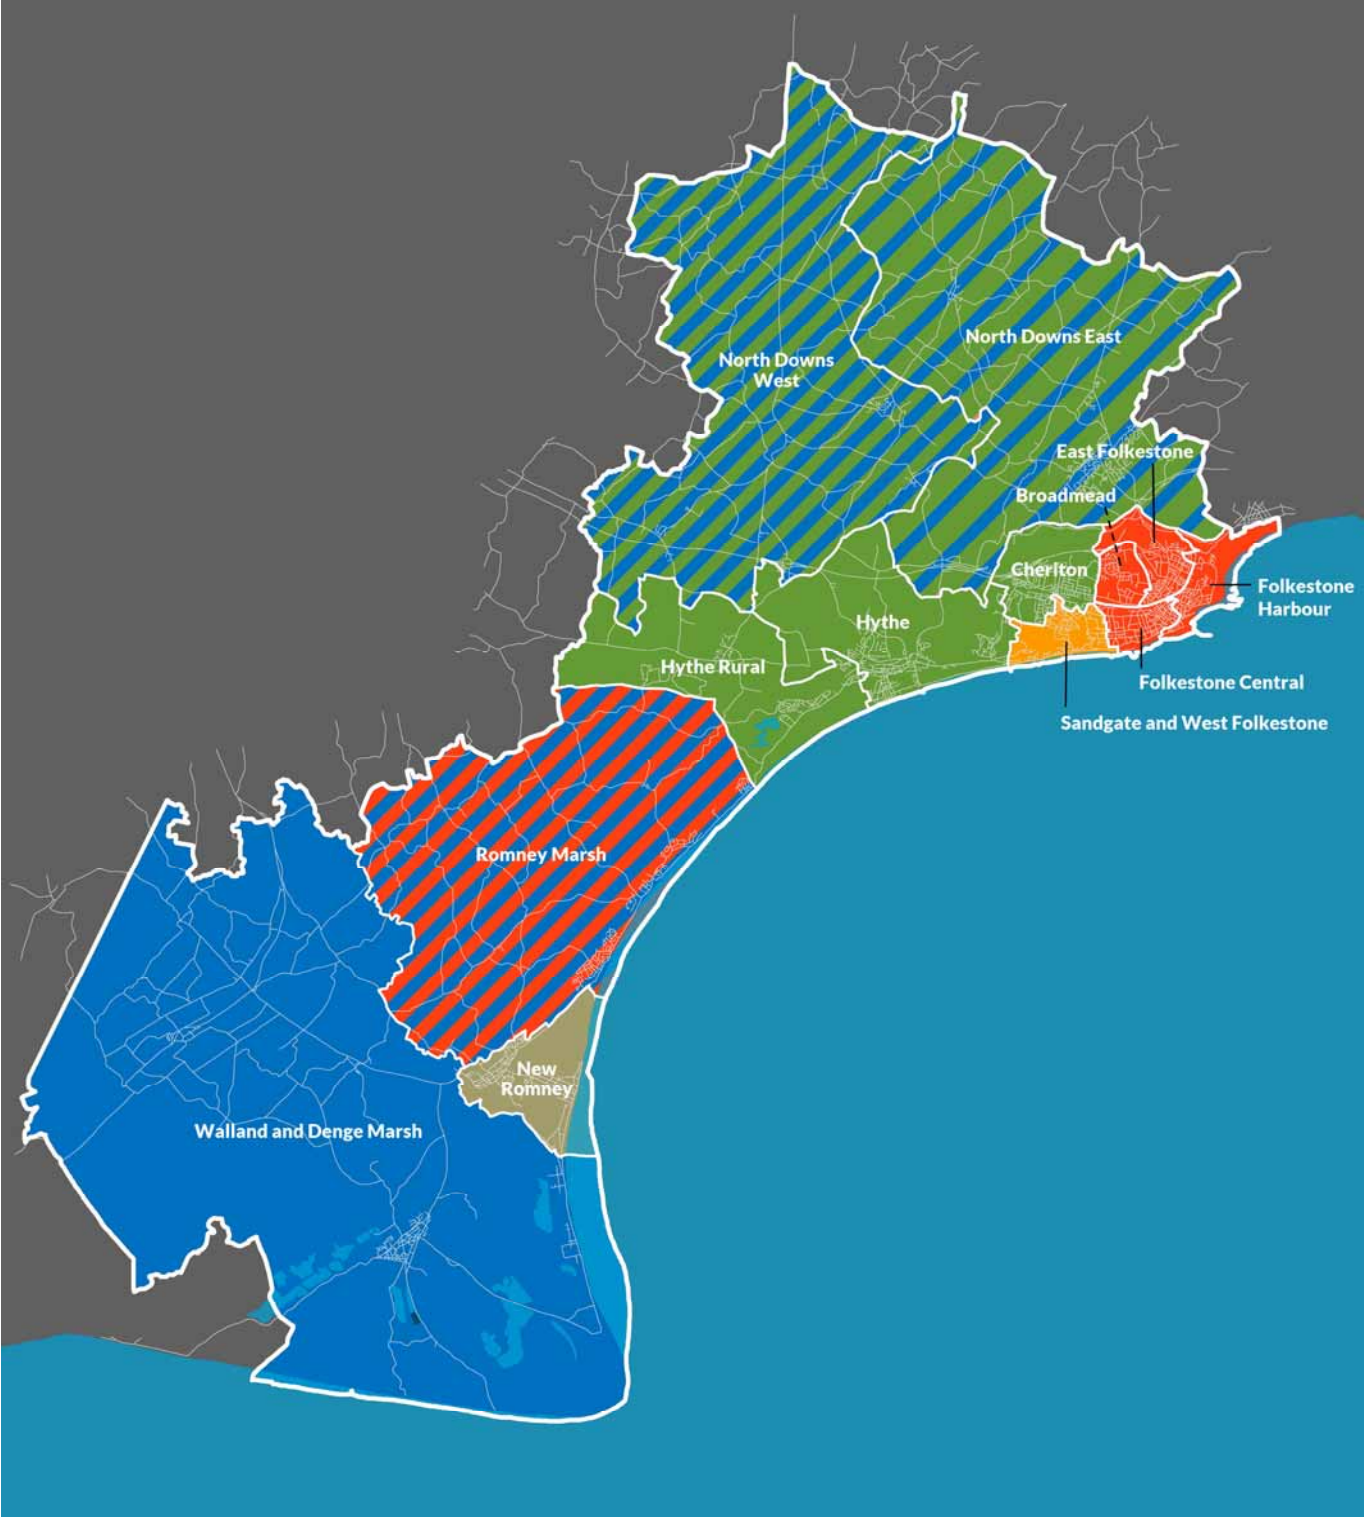 North Downs East
North Downs
West
East Folkestone
Broadmead
Cheriton
Folkestone
Harbour
Hythe
Hythe Rural
Folkestone Central
Sandgate and West Folkestone
Romney Marsh
New
Romney
Walland and Denge Marsh